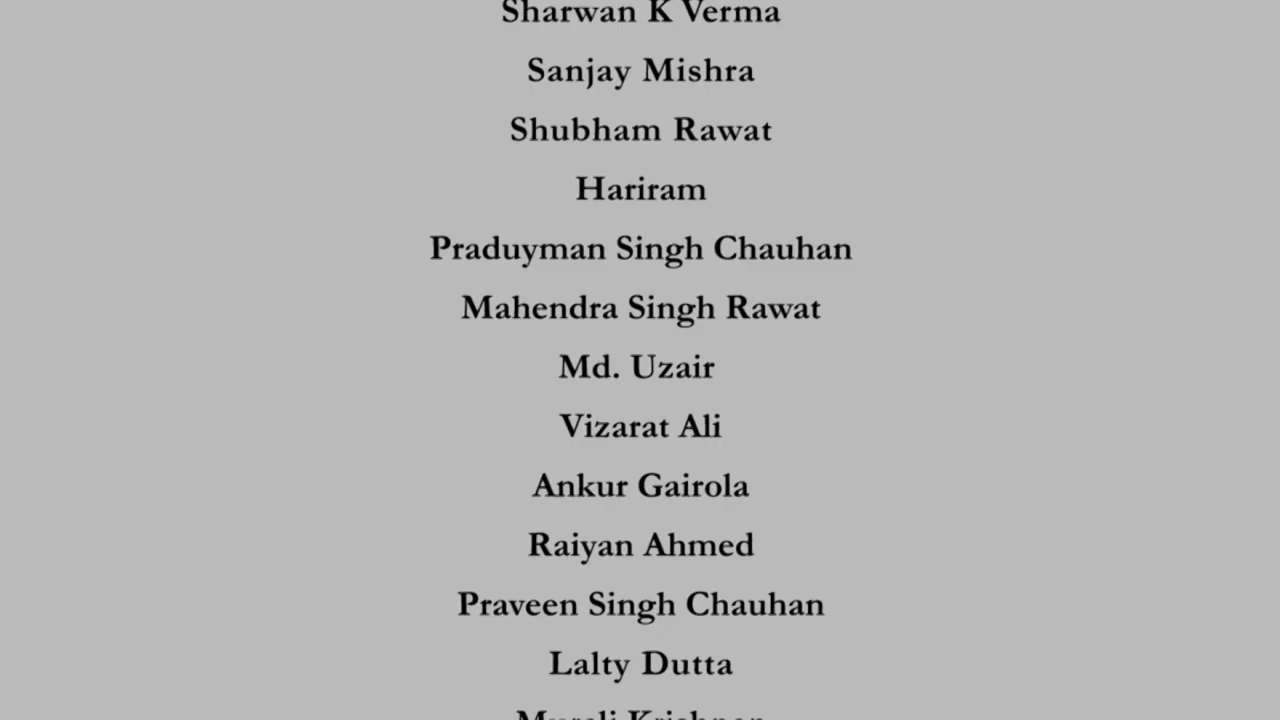 Sharwan K Verma
Sanjay Mishra
Shubham Rawat
Hariram
Praduyman Singh Chauhan
Mahendra Singh Rawat
Md. Uzair
Vizarat Ali
Ankur Gairola
Raiyan Ahmed
Praveen Singh Chauhan
Lalty Dutta